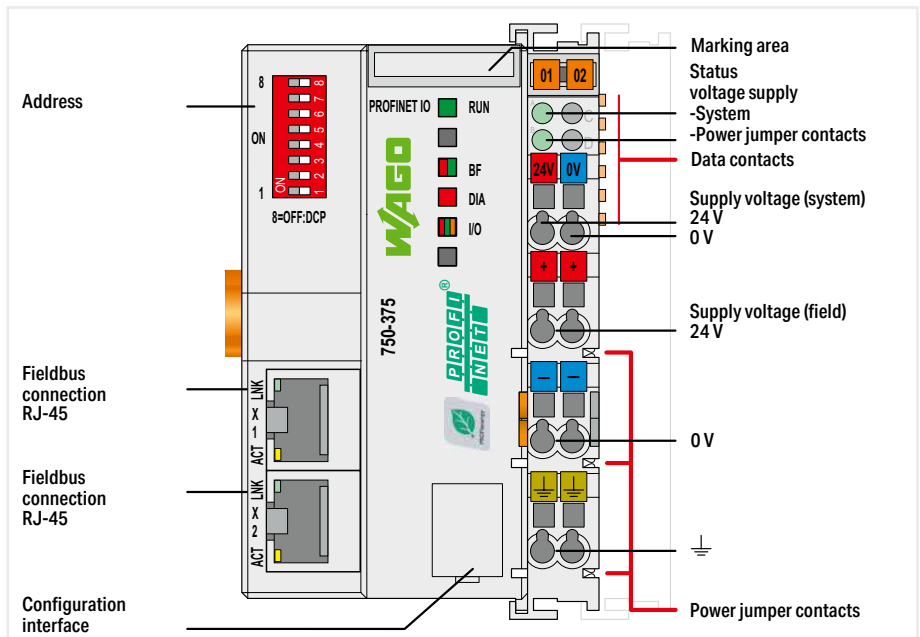 Address
8
ON
1
8
7
6
5
4
3
2
1
ON
8=OFF:DCP
PROFINET IO
RUN
BF
DIA
I/O
WAGO
750-375
PROFI
NET
®
PROFIenergy
LNK
X
1
ACT
LNK
X
2
ACT
Fieldbus
connection
RJ-45
Fieldbus
connection
RJ-45
Configuration
interface
01 02
C
D
24V 0V
+ +
— —
Marking area
Status
voltage supply
-System
-Power jumper contacts
Data contacts
Supply voltage (system)
24 V
0 V
Supply voltage (field)
24 V
0 V
Power jumper contacts